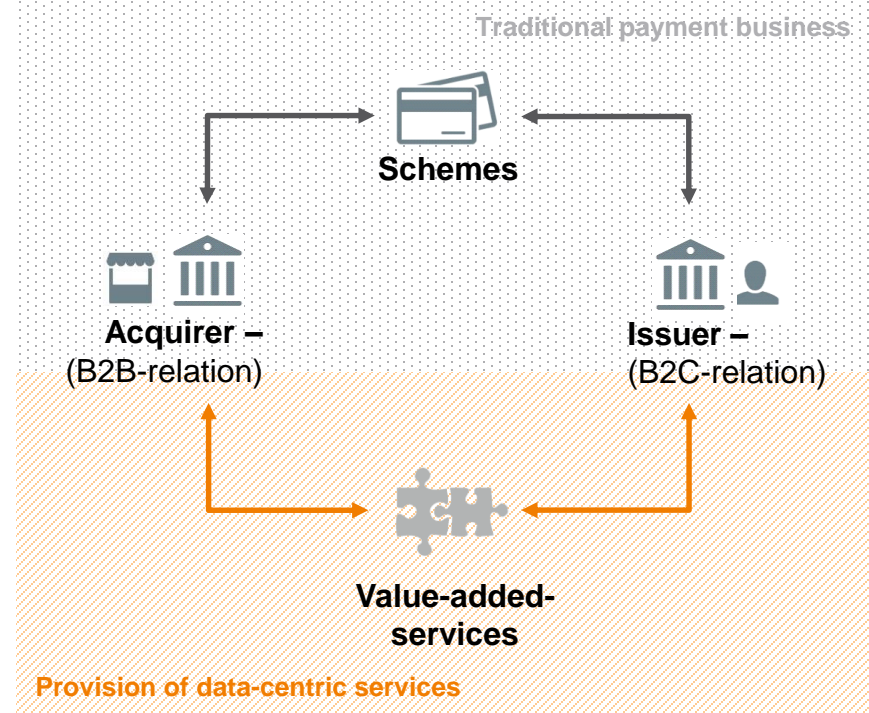 Traditional payment business
Schemes
Acquirer –
(B2B-relation)
Issuer –
(B2C-relation)
Value-added-
services
Provision of data-centric services